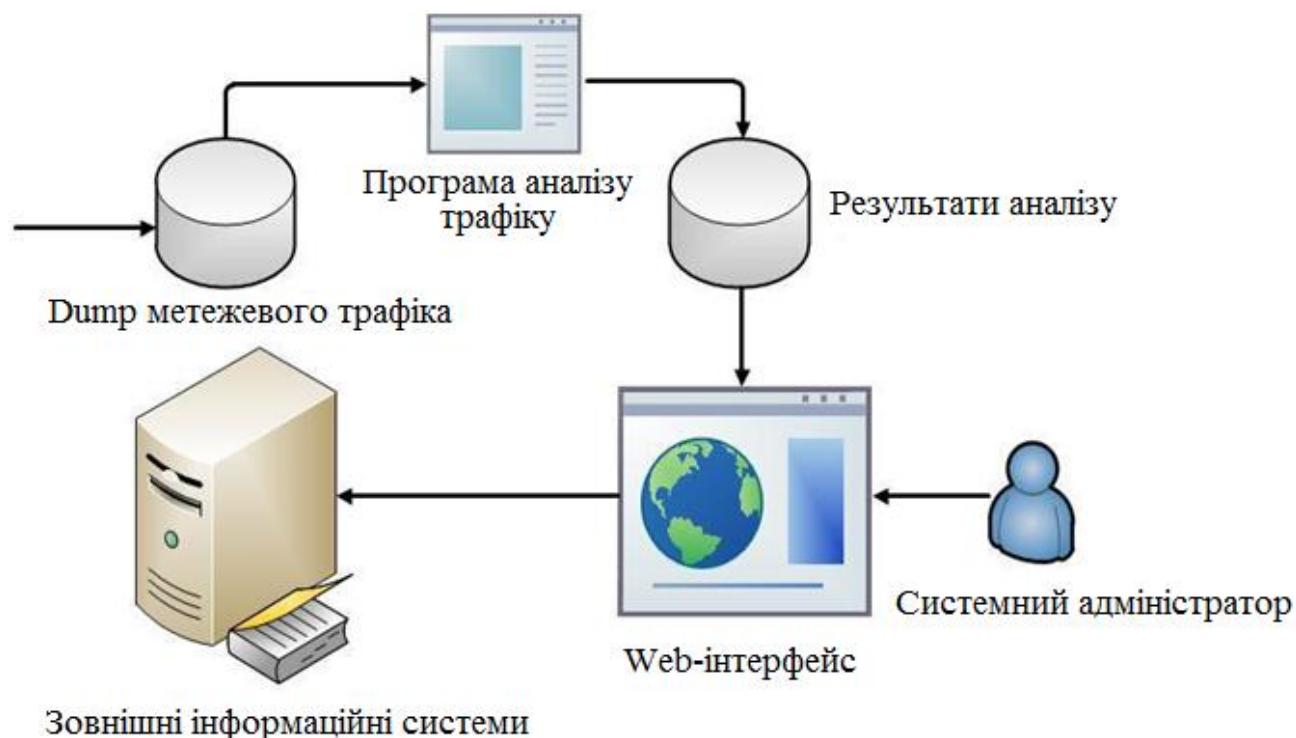 Програма аналізу
трафіку
Результати аналізу
Dump метежевого трафіка
Системний адміністратор
Web-інтерфейс
Зовнішні інформаційні системи